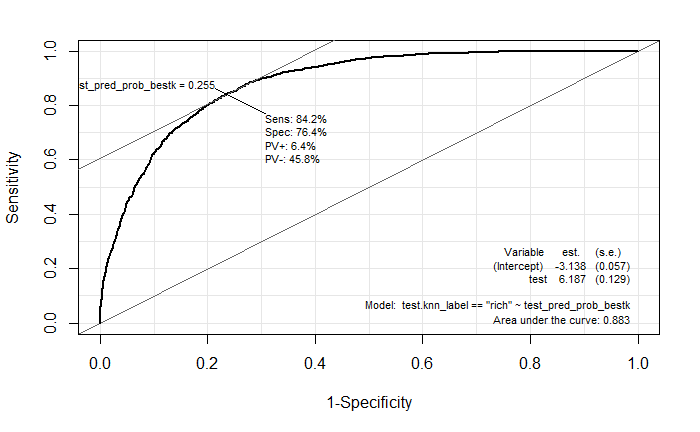 st_pred_prob_bestk = 0.255
Sens: 84.2%
Spec: 76.4%
PV+: 6.4%
PV-: 45.8%
Variable est. (s.e.)
(Intercept) -3.138 (0.057)
test 6.187 (0.129)
Model: test.knn_label == "rich" ~ test_pred_prob_bestk
Area under the curve: 0.883
Sensitivity
1.0
0.8
0.6
0.4
0.2
0.0
0.0 0.2 0.4 0.6 0.8 1.0
1-Specificity